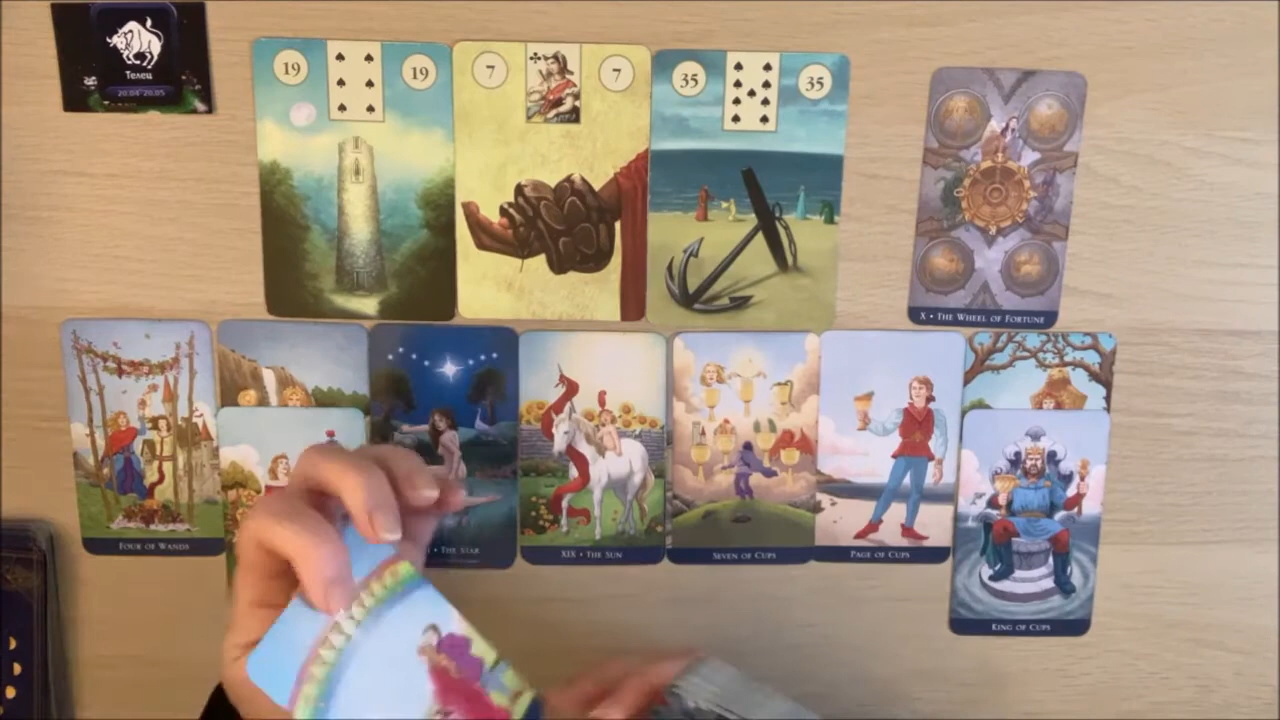 Телец
20.04-20.05
19
19
7
7
35
35
X • THE WHEEL OF FORTUNE
FOUR OF WANDS
• THE STAR
XIX • THE SUN
SEVEN OF CUPS
PAGE OF CUPS
KING OF CUPS